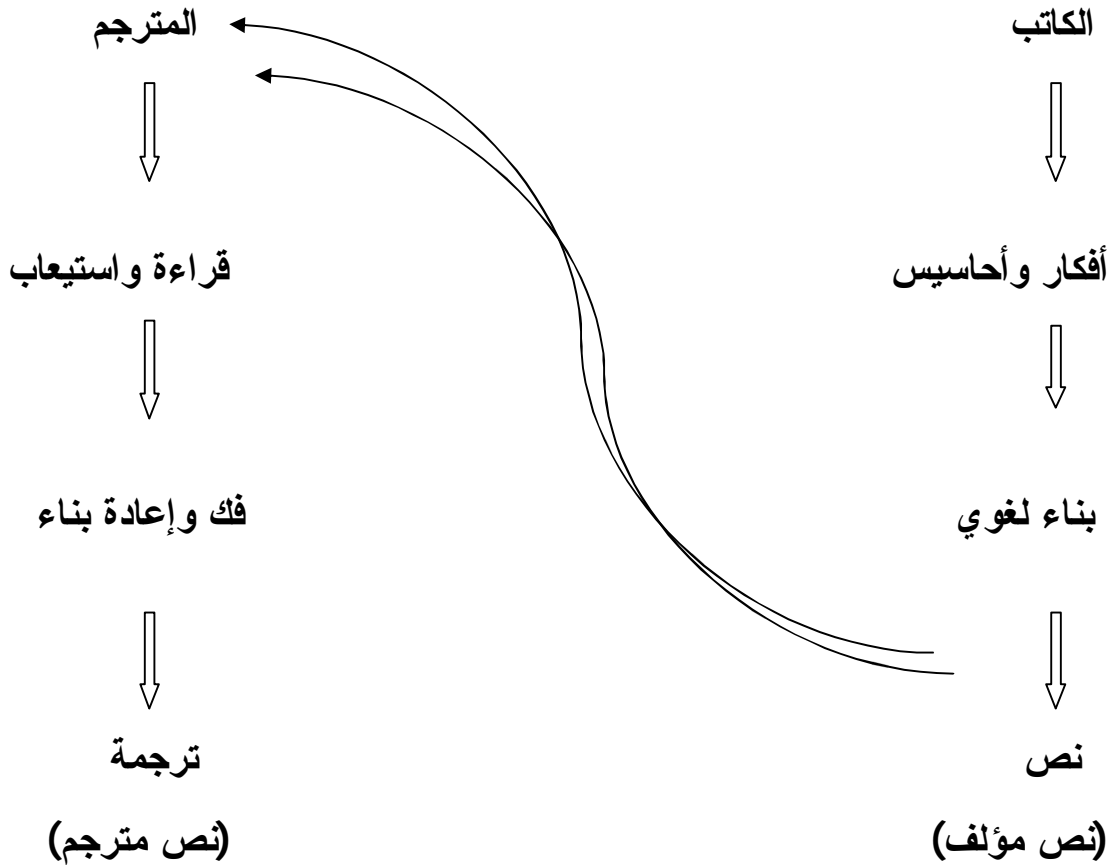 الكاتب
أفكار وأحاسيس
بناء لغوي
نص
(نص مؤلف)
المترجم
قراءة واستيعاب
فك وإعادة بناء
ترجمة
(نص مترجم)